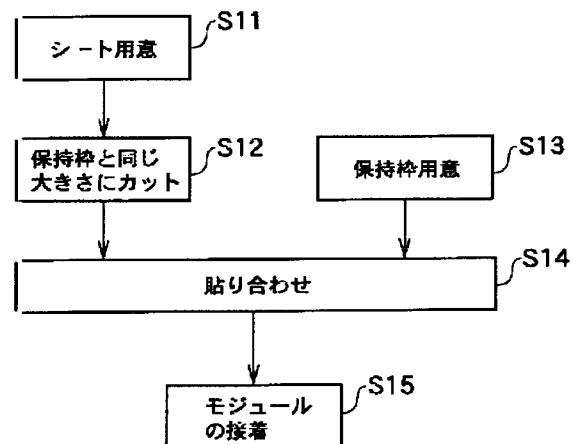 シート用意
S11
保持枠と同じ
大きさにカット
S12
保持枠用意
S13
貼り合わせ
S14
モジュール
の接着
S15